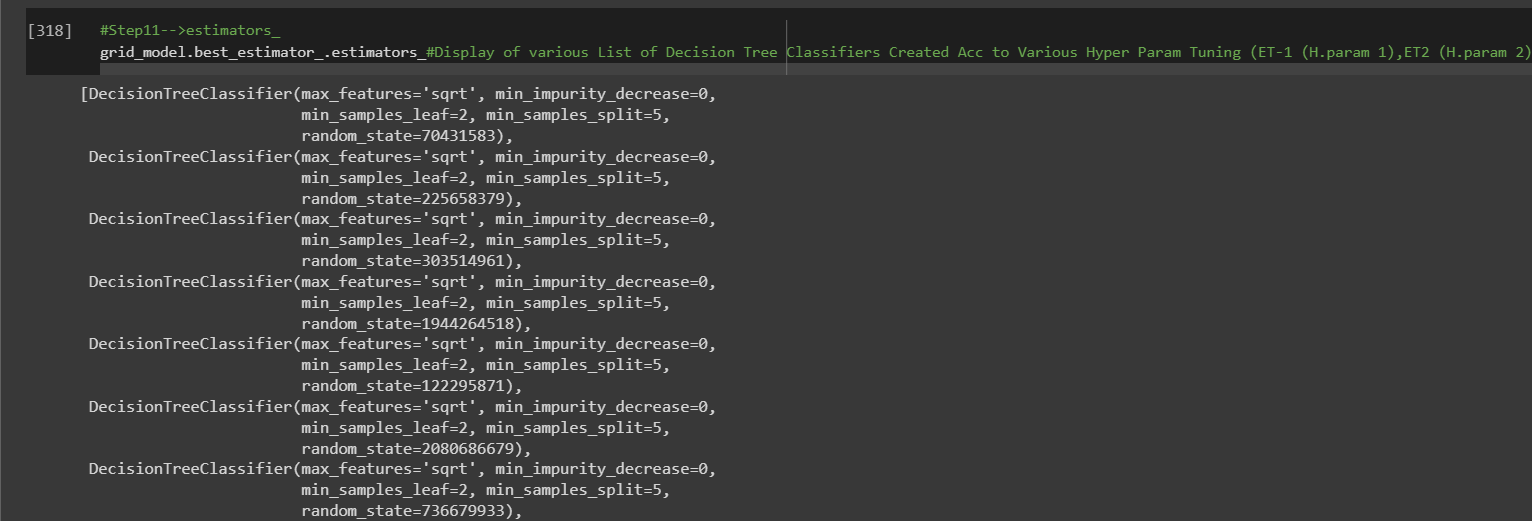 [318] #Step11-->estimators_
grid_model.best_estimator_.estimators_#Display of various List of Decision Tree Classifiers Created Acc to Various Hyper Param Tuning (ET-1 (H.param 1),ET2 (H.param 2)
[DecisionTreeClassifier(max_features='sqrt', min_impurity_decrease=0,
min_samples_leaf=2, min_samples_split=5,
random_state=70431583),
DecisionTreeClassifier(max_features='sqrt', min_impurity_decrease=0,
min_samples_leaf=2, min_samples_split=5,
random_state=225658379),
DecisionTreeClassifier(max_features='sqrt', min_impurity_decrease=0,
min_samples_leaf=2, min_samples_split=5,
random_state=303514961),
DecisionTreeClassifier(max_features='sqrt', min_impurity_decrease=0,
min_samples_leaf=2, min_samples_split=5,
random_state=1944264518),
DecisionTreeClassifier(max_features='sqrt', min_impurity_decrease=0,
min_samples_leaf=2, min_samples_split=5,
random_state=122295871),
DecisionTreeClassifier(max_features='sqrt', min_impurity_decrease=0,
min_samples_leaf=2, min_samples_split=5,
random_state=2080686679),
DecisionTreeClassifier(max_features='sqrt', min_impurity_decrease=0,
min_samples_leaf=2, min_samples_split=5,
random_state=736679933),